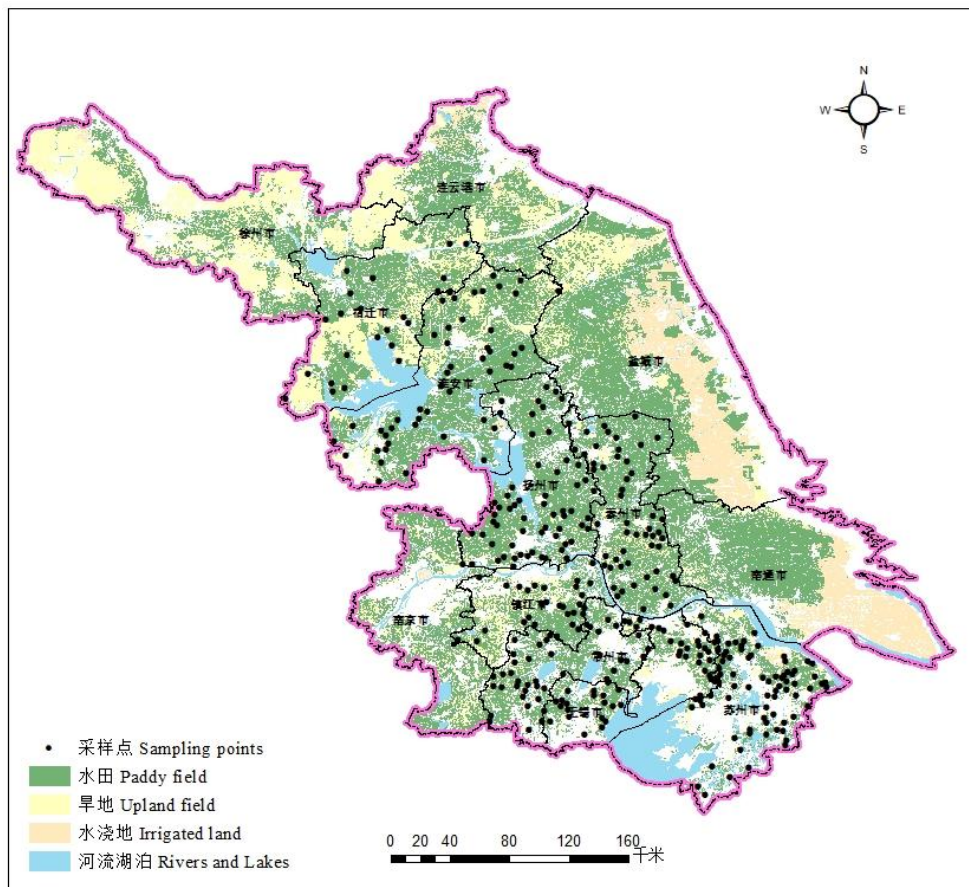 N
W E
S
连云港市
徐州市
宿迁市
盐城市
淮安市
扬州市
泰州市
南通市
镇江市
南京市
常州市
苏州市
采样点 Sampling points
水田 Paddy field
旱地 Upland field
水浇地 Irrigated land
河流湖泊 Rivers and Lakes
0 20 40 80 120 160
千米